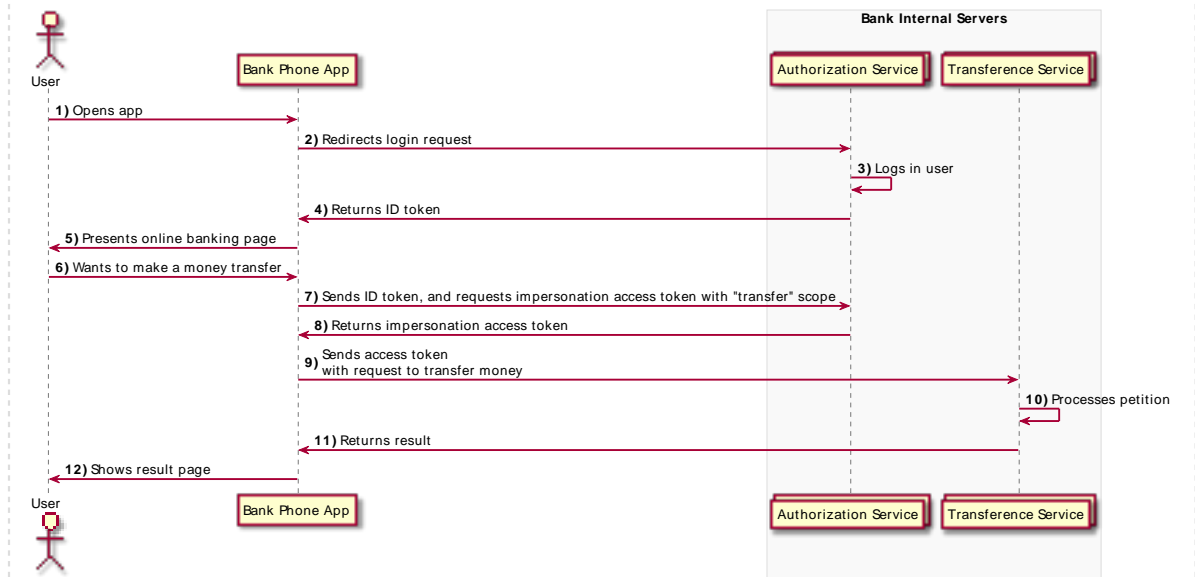 Bank Internal Servers
User
Bank Phone App
Authorization Service
Transference Service
1) Opens app
2) Redirects login request
3) Logs in user
4) Returns ID token
5) Presents online banking page
6) Wants to make a money transfer
7) Sends ID token, and requests impersonation access token with "transfer" scope
8) Returns impersonation access token
9) Sends access token
with request to transfer money
10) Processes petition
11) Returns result
12) Shows result page
User
Bank Phone App
Authorization Service
Transference Service